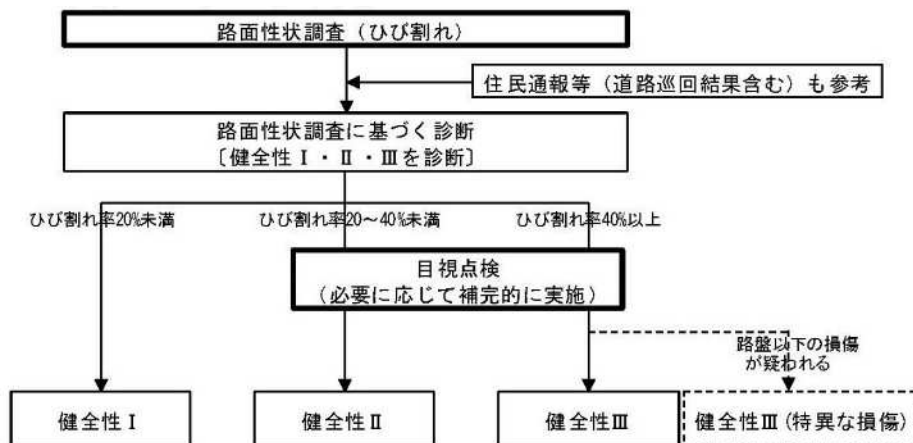 路面性状調査（ひび割れ）
住民通報等（道路巡回結果含む）も参考
路面性状調査に基づく診断
〔健全性Ⅰ・Ⅱ・Ⅲを診断〕
ひび割れ率20%未満
ひび割れ率20～40%未満
ひび割れ率40%以上
目視点検
（必要に応じて補完的に実施）
路盤以下の損傷
が疑われる
健全性Ⅰ
健全性Ⅱ
健全性Ⅲ
健全性Ⅲ(特異な損傷)